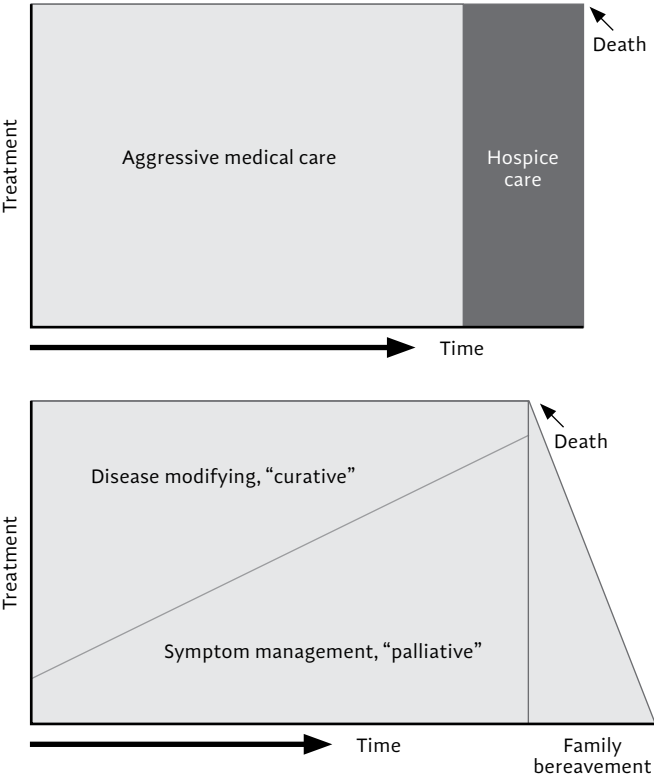 Death
Treatment
Aggressive medical care
Hospice
care
Time
Death
Disease modifying, “curative”
Treatment
Symptom management, “palliative”
Time
Family
bereavement